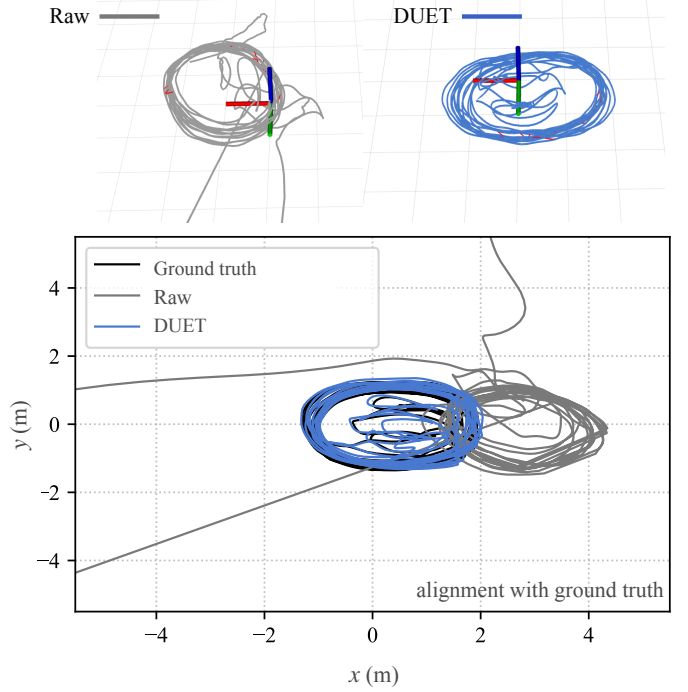 Raw
DUET
Ground truth
Raw
DUET
4
2
0
−2
−4
y (m)
alignment with ground truth
−4 −2 0 2 4
x (m)